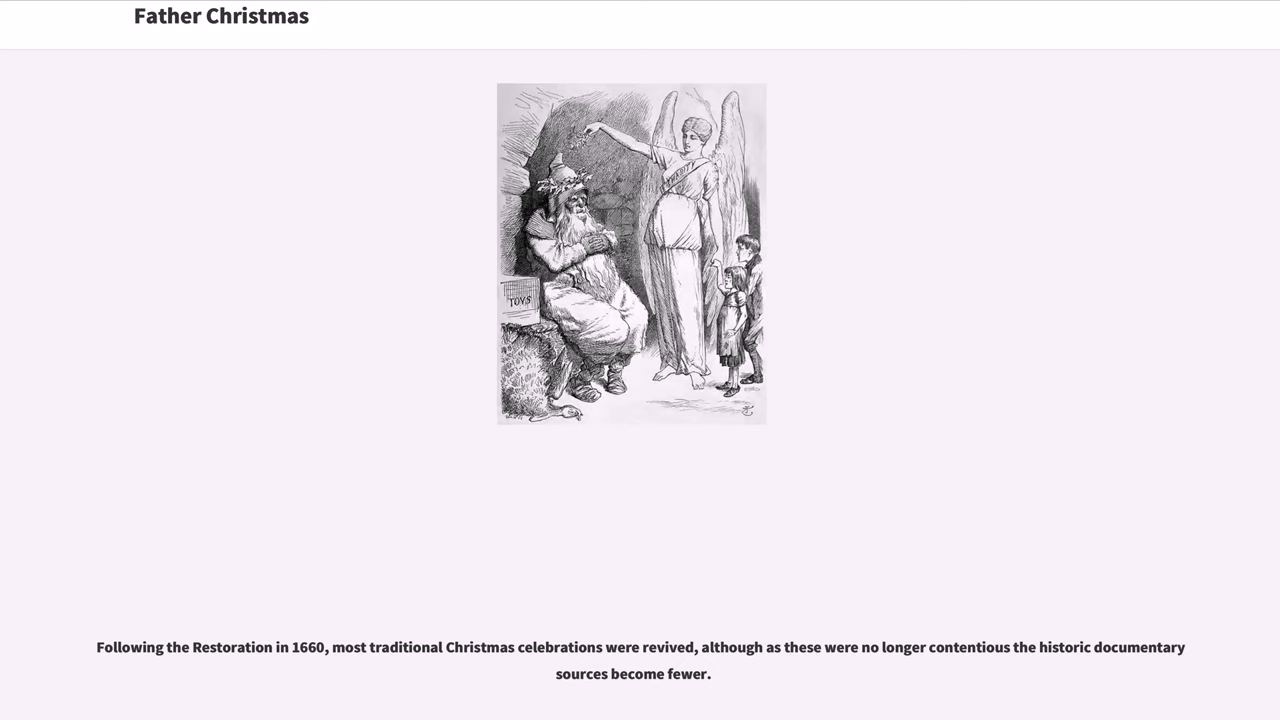 Father Christmas
TOYS
Following the Restoration in 1660, most traditional Christmas celebrations were revived, although as these were no longer contentious the historic documentary
sources become fewer.